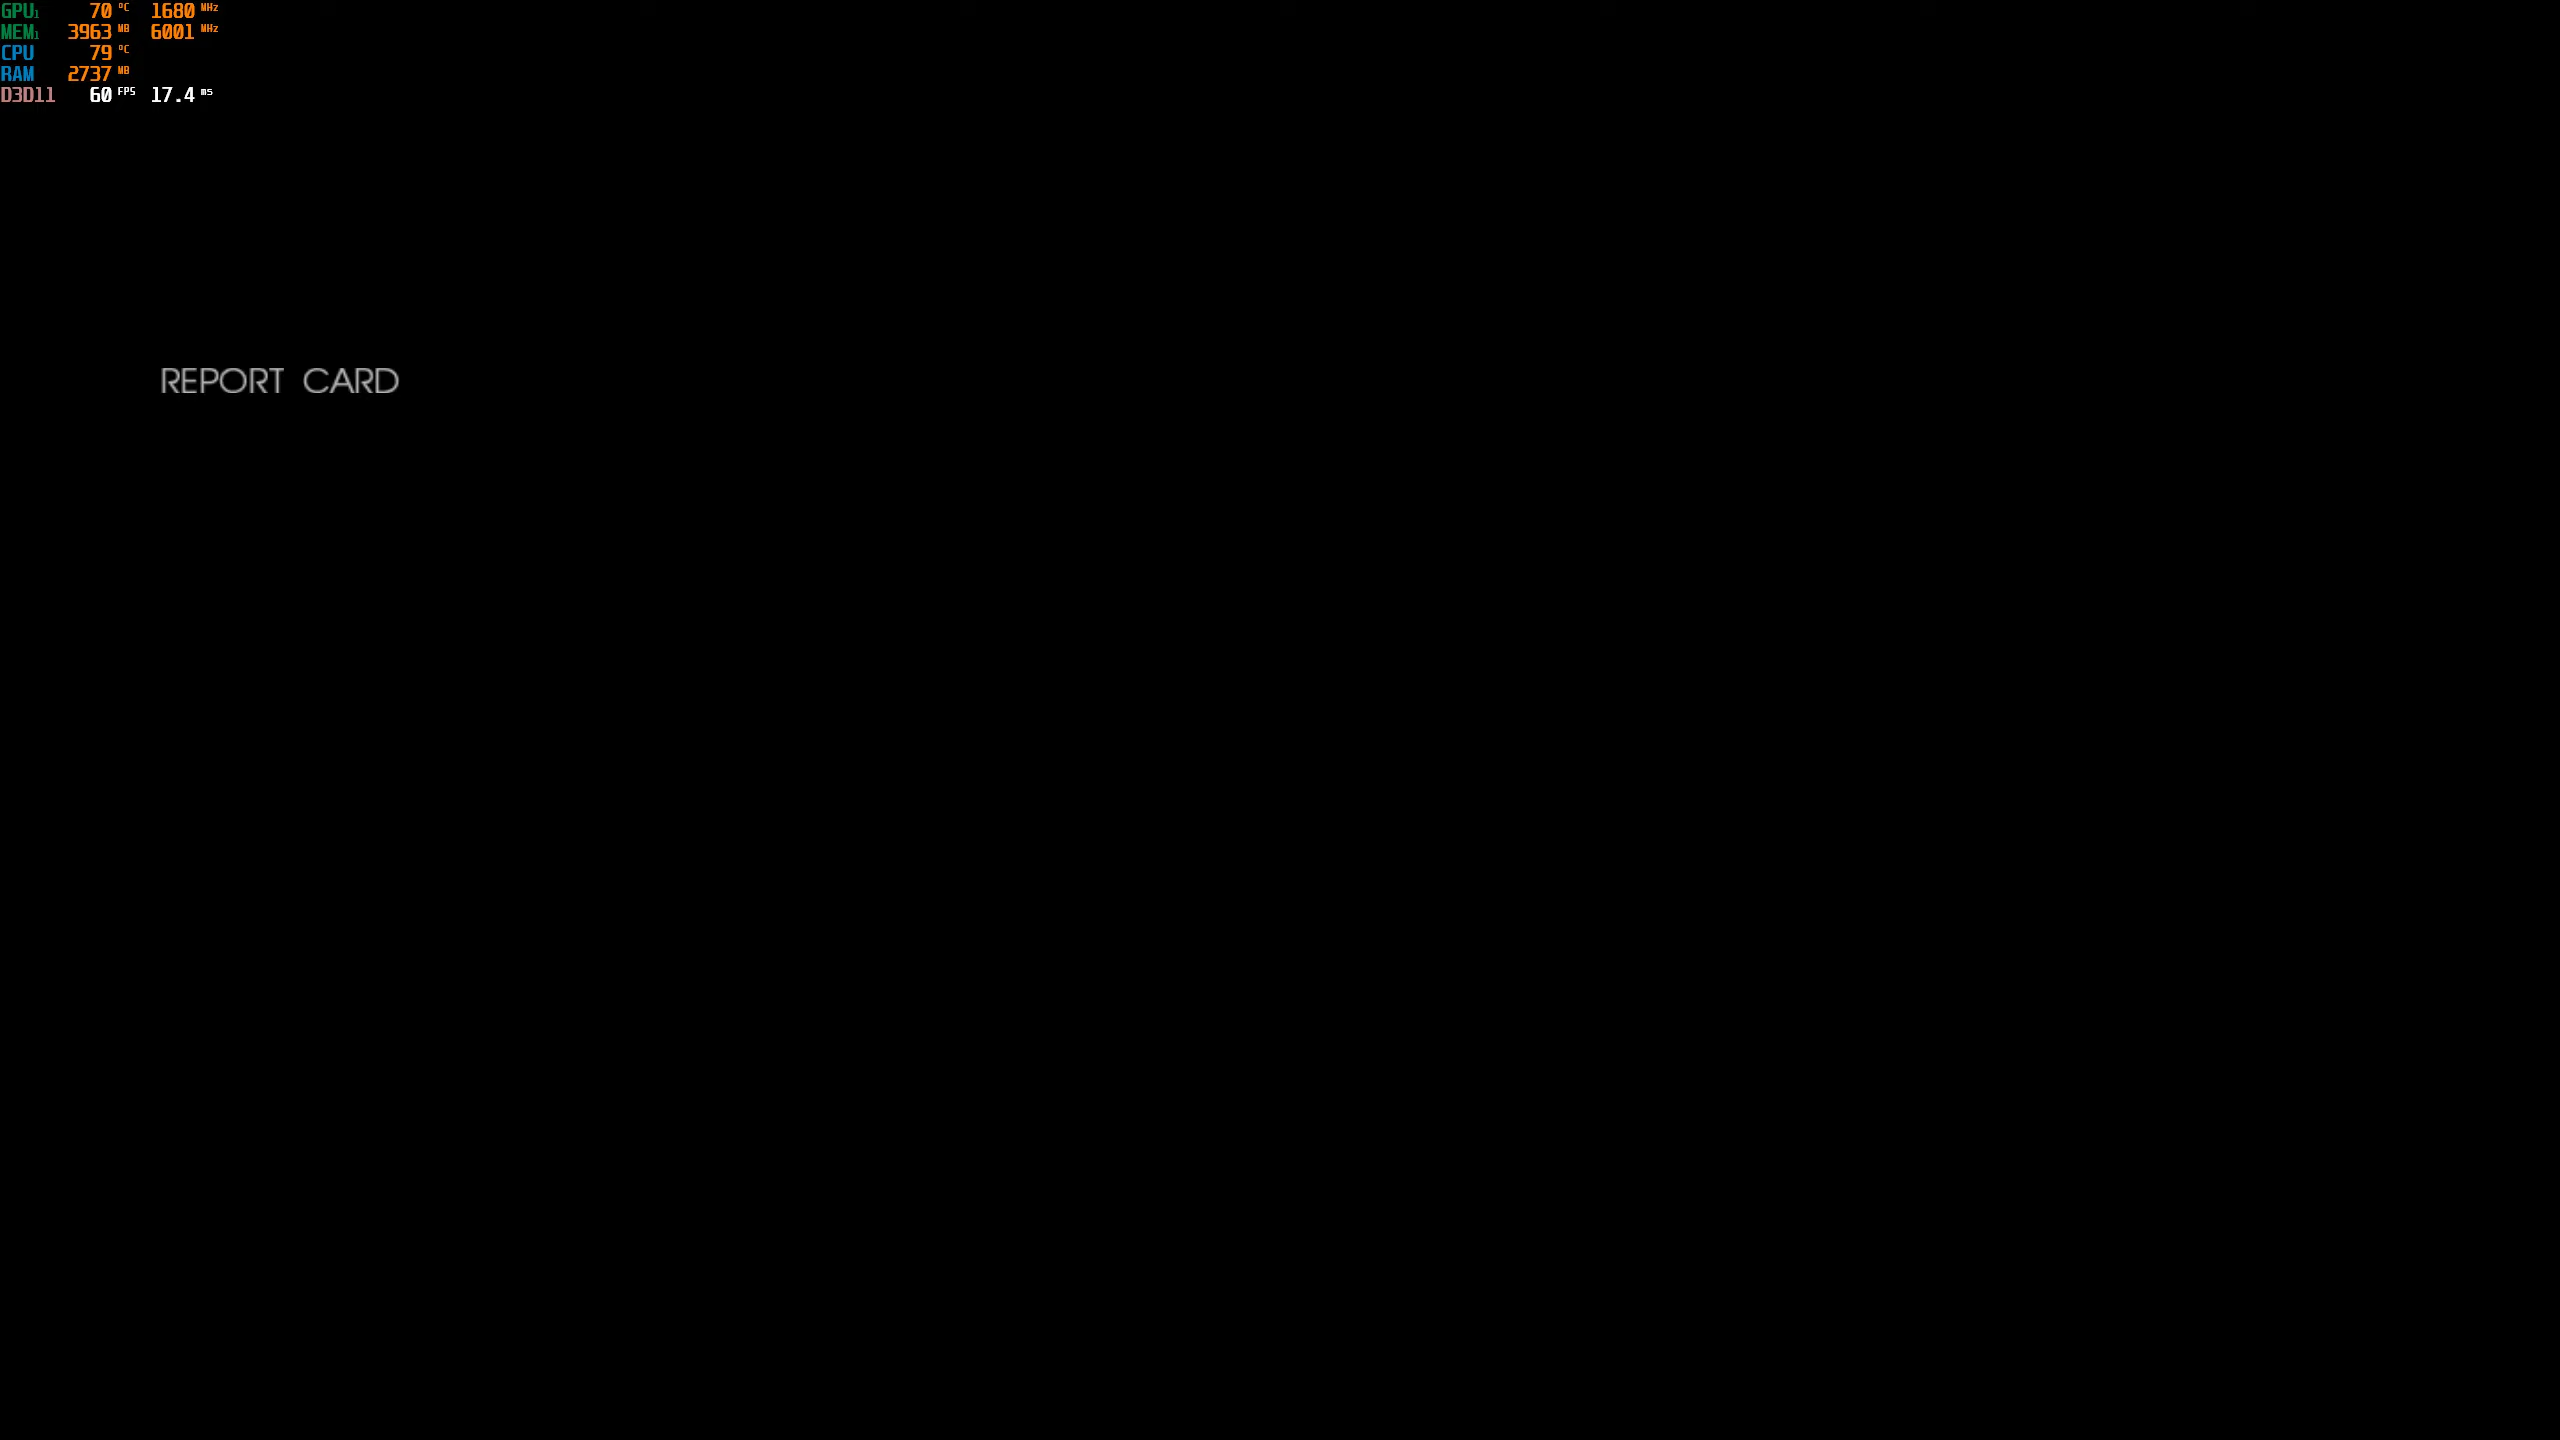 GPU1 70 °C 1680 MHz
MEM1 3963 MB 6001 MHz
CPU 79 °C
RAM 2737 MB
D3D11 60 FPS 17.4 ms
REPORT CARD